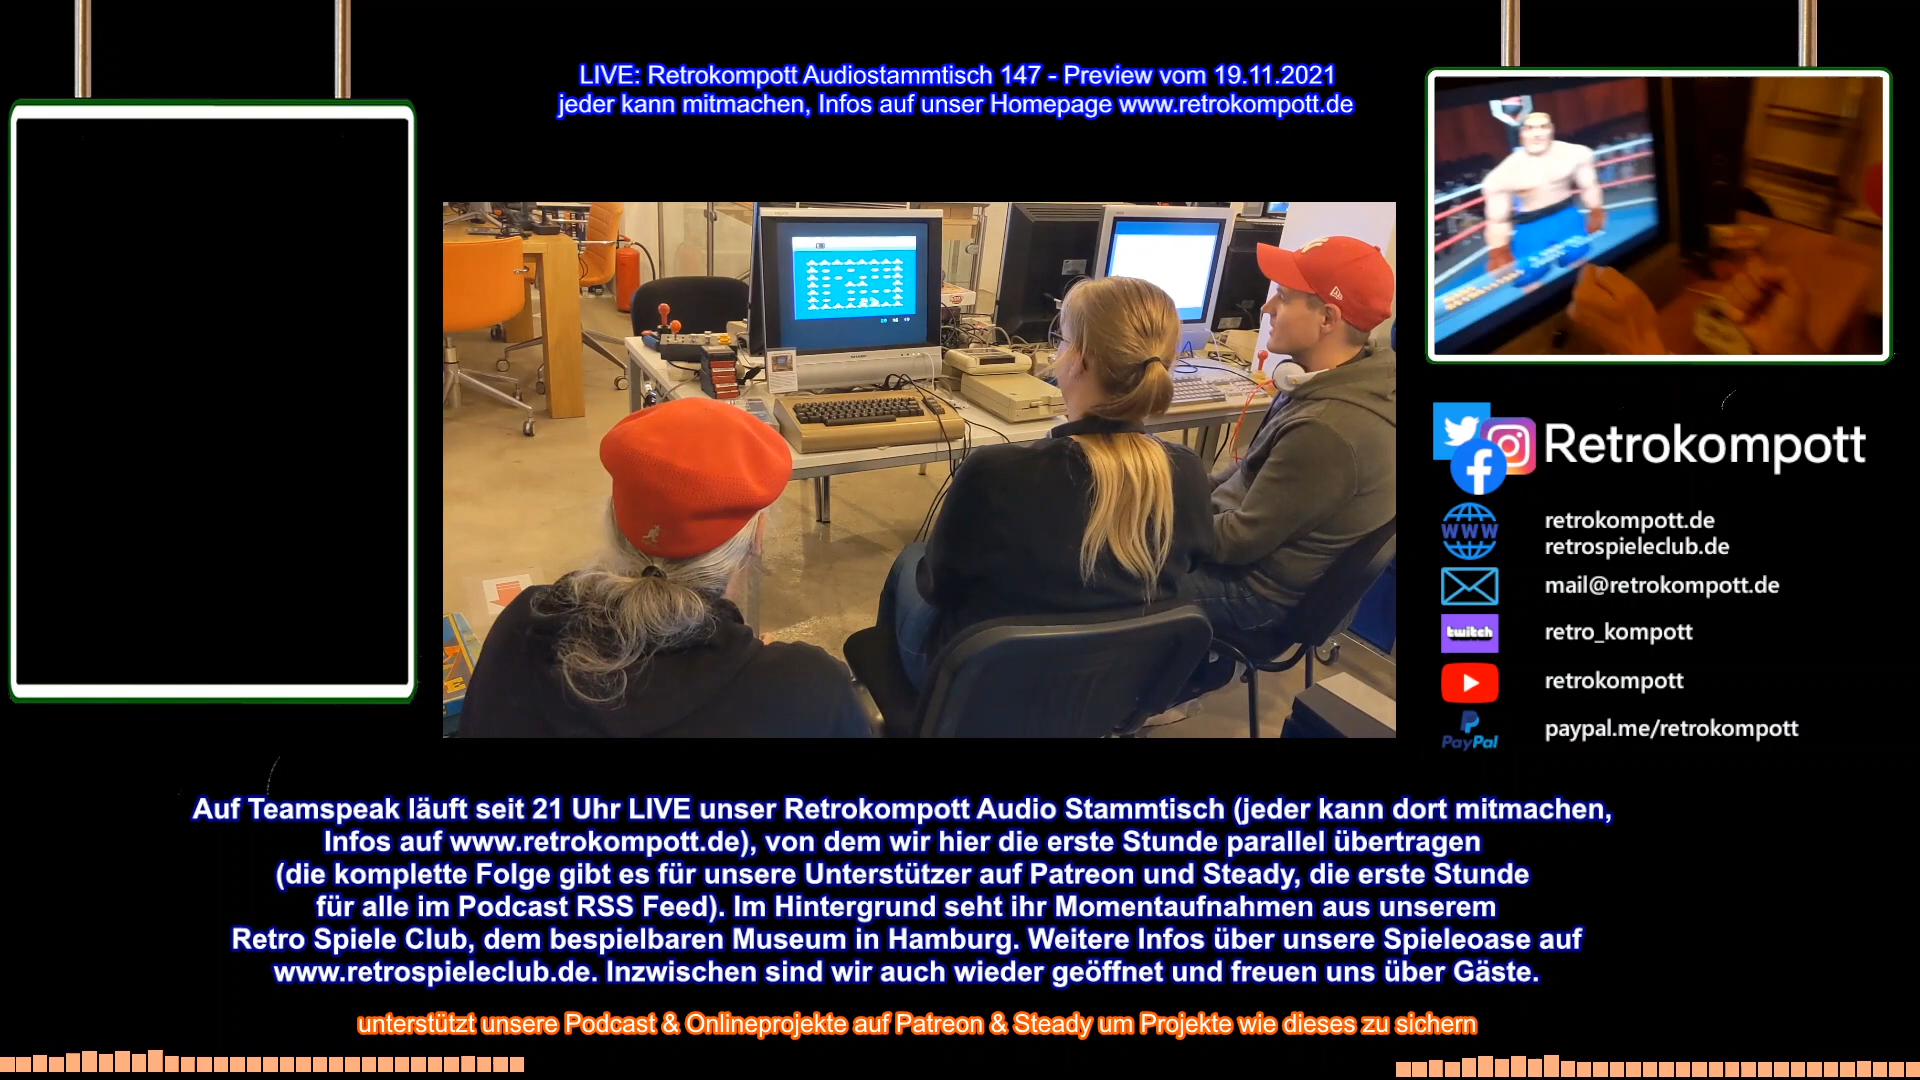 LIVE: Retrokompott Audiostammtisch 147 - Preview vom 19.11.2021
jeder kann mitmachen, Infos auf unser Homepage www.retrokompott.de
Retrokompott
WWW
retrokompott.de
retrospieleclub.de
mail@retrokompott.de
twitch
retro_kompott
retrokompott
PayPal
paypal.me/retrokompott
Auf Teamspeak läuft seit 21 Uhr LIVE unser Retrokompott Audio Stammtisch (jeder kann dort mitmachen,
Infos auf www.retrokompott.de), von dem wir hier die erste Stunde parallel übertragen
(die komplette Folge gibt es für unsere Unterstützer auf Patreon und Steady, die erste Stunde
für alle im Podcast RSS Feed). Im Hintergrund seht ihr Momentaufnahmen aus unserem
Retro Spiele Club, dem bespielbaren Museum in Hamburg. Weitere Infos über unsere Spieleoase auf
www.retrospieleclub.de. Inzwischen sind wir auch wieder geöffnet und freuen uns über Gäste.
unterstützt unsere Podcast & Onlineprojekte auf Patreon & Steady um Projekte wie dieses zu sichern